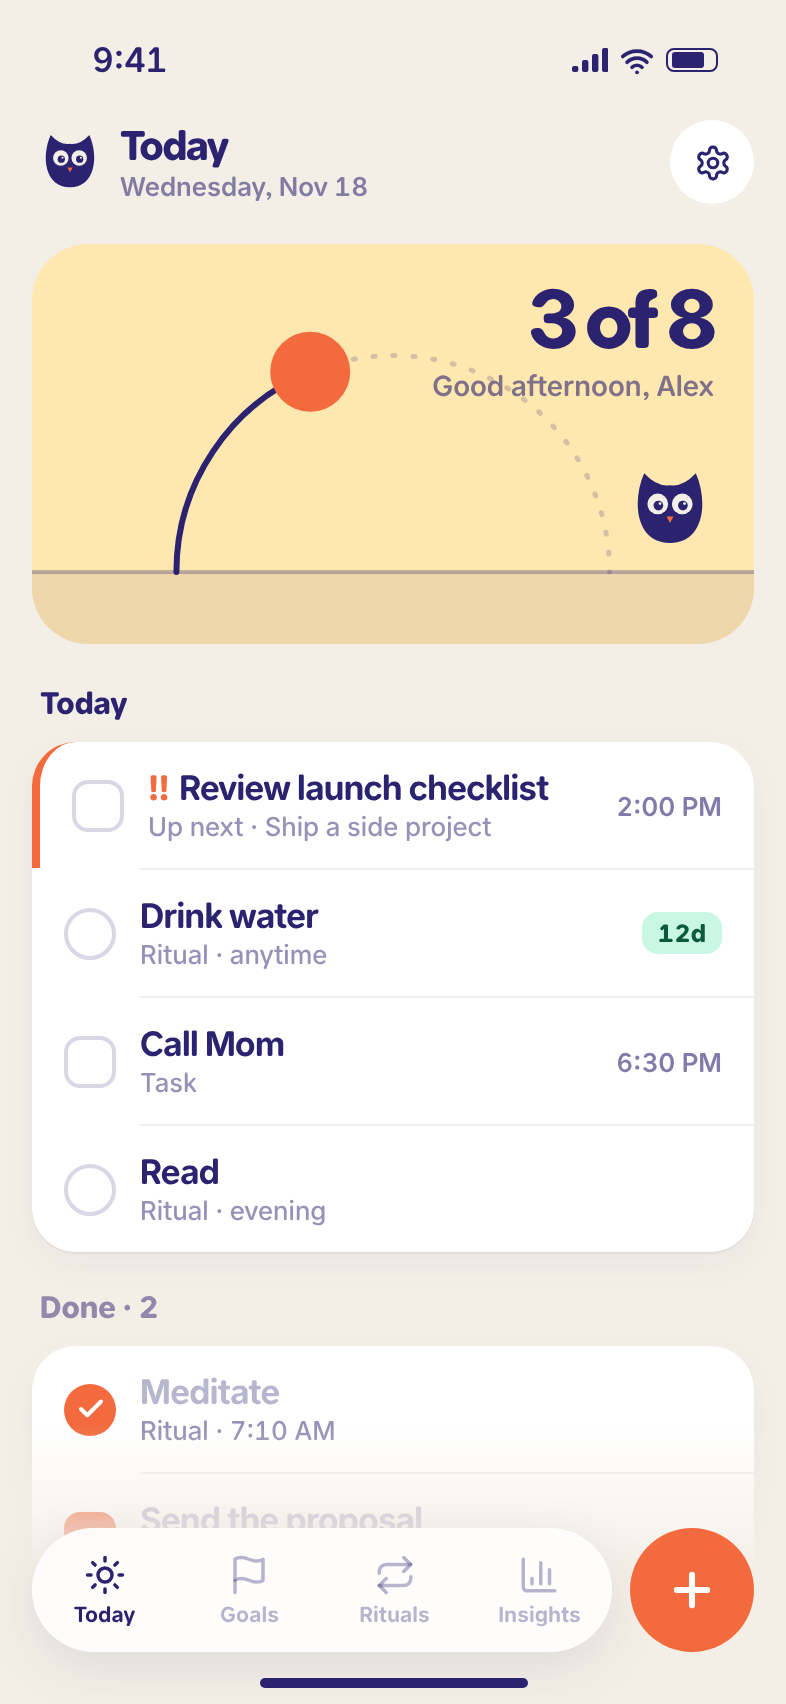 9:41
Today
Wednesday, Nov 18
3 of 8
Good afternoon, Alex
Today
!! Review launch checklist
Up next · Ship a side project
2:00 PM
Drink water
Ritual · anytime
12d
Call Mom
Task
6:30 PM
Read
Ritual · evening
Done · 2
Meditate
Ritual · 7:10 AM
Send the proposal
Today
Goals
Rituals
Insights